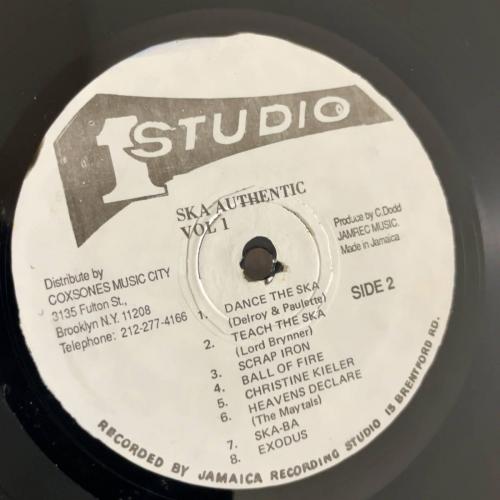 1 STUDIO
SKA AUTHENTIC
VOL 1
Distribute by
COXSONES MUSIC CITY
3135 Fulton St.,
Brooklyn N.Y. 11208
Telephone: 212-277-4166
Produce by C.Dodd
JAMREC MUSIC.
Made in Jamaica
SIDE 2
1. DANCE THE SKA
(Delroy & Paulette)
2. TEACH THE SKA
(Lord Brynner)
3. SCRAP IRON
4. BALL OF FIRE
5. CHRISTINE KIELER
6. HEAVENS DECLARE
(The Maytals)
7. SKA-BA
8. EXODUS
RECORDED BY JAMAICA RECORDING STUDIO 13 BRENTFORD RD.